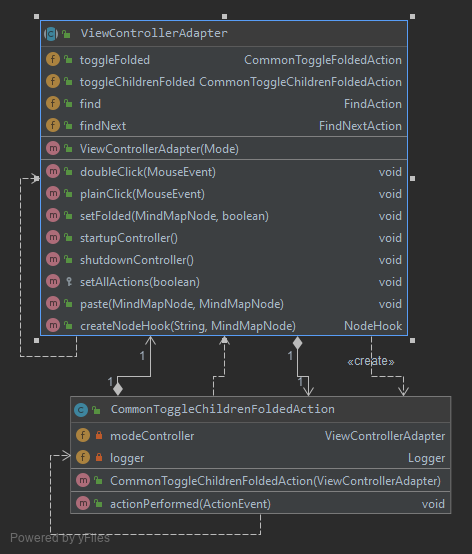 ViewControllerAdapter
toggleFolded CommonToggleFoldedAction
toggleChildrenFolded CommonToggleChildrenFoldedAction
find FindAction
findNext FindNextAction
ViewControllerAdapter(Mode)
doubleClick(MouseEvent) void
plainClick(MouseEvent) void
setFolded(MindMapNode, boolean) void
startupController() void
shutdownController() void
setAllActions(boolean) void
paste(MindMapNode, MindMapNode) void
createNodeHook(String, MindMapNode) NodeHook
1 1
«create»
1 1
CommonToggleChildrenFoldedAction
modeController ViewControllerAdapter
logger Logger
CommonToggleChildrenFoldedAction(ViewControllerAdapter)
actionPerformed(ActionEvent) void
Powered by yFiles